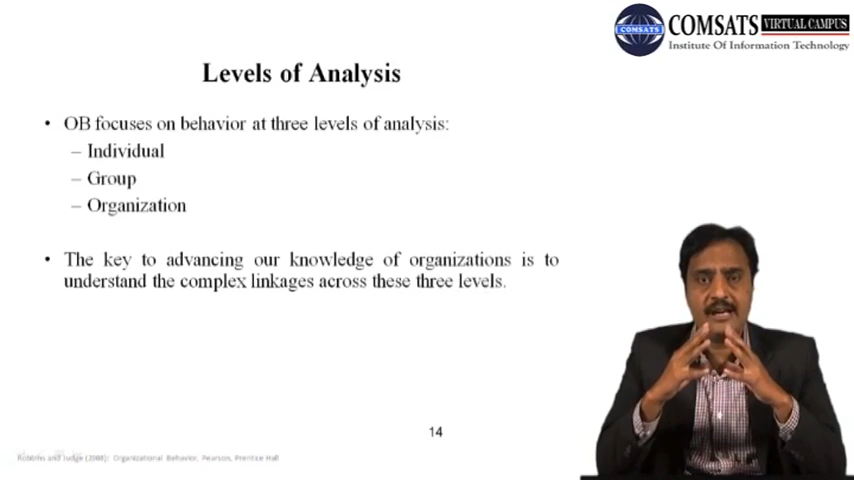 COMSATS VIRTUAL CAMPUS
COMSATS
Institute Of Information Technology
Levels of Analysis
• OB focuses on behavior at three levels of analysis:
– Individual
– Group
– Organization
• The key to advancing our knowledge of organizations is to
understand the complex linkages across these three levels.
14
Robbins and Judge (2008): Organizational Behavior, Pearson, Prentice Hall